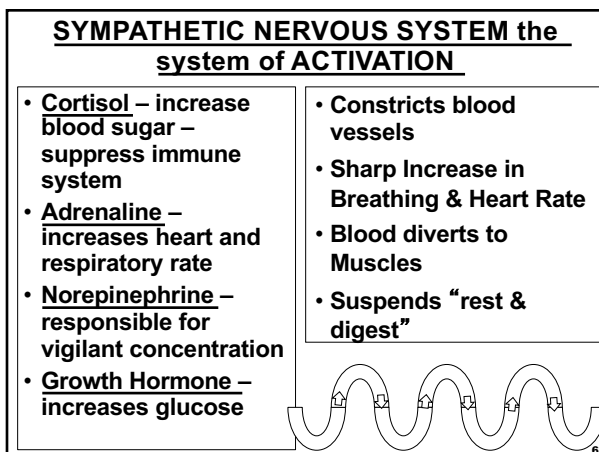 SYMPATHETIC NERVOUS SYSTEM the
system of ACTIVATION
• Cortisol – increase
blood sugar –
suppress immune
system
• Adrenaline –
increases heart and
respiratory rate
• Norepinephrine –
responsible for
vigilant concentration
• Growth Hormone –
increases glucose
• Constricts blood
vessels
• Sharp Increase in
Breathing & Heart Rate
• Blood diverts to
Muscles
• Suspends “rest &
digest”
6